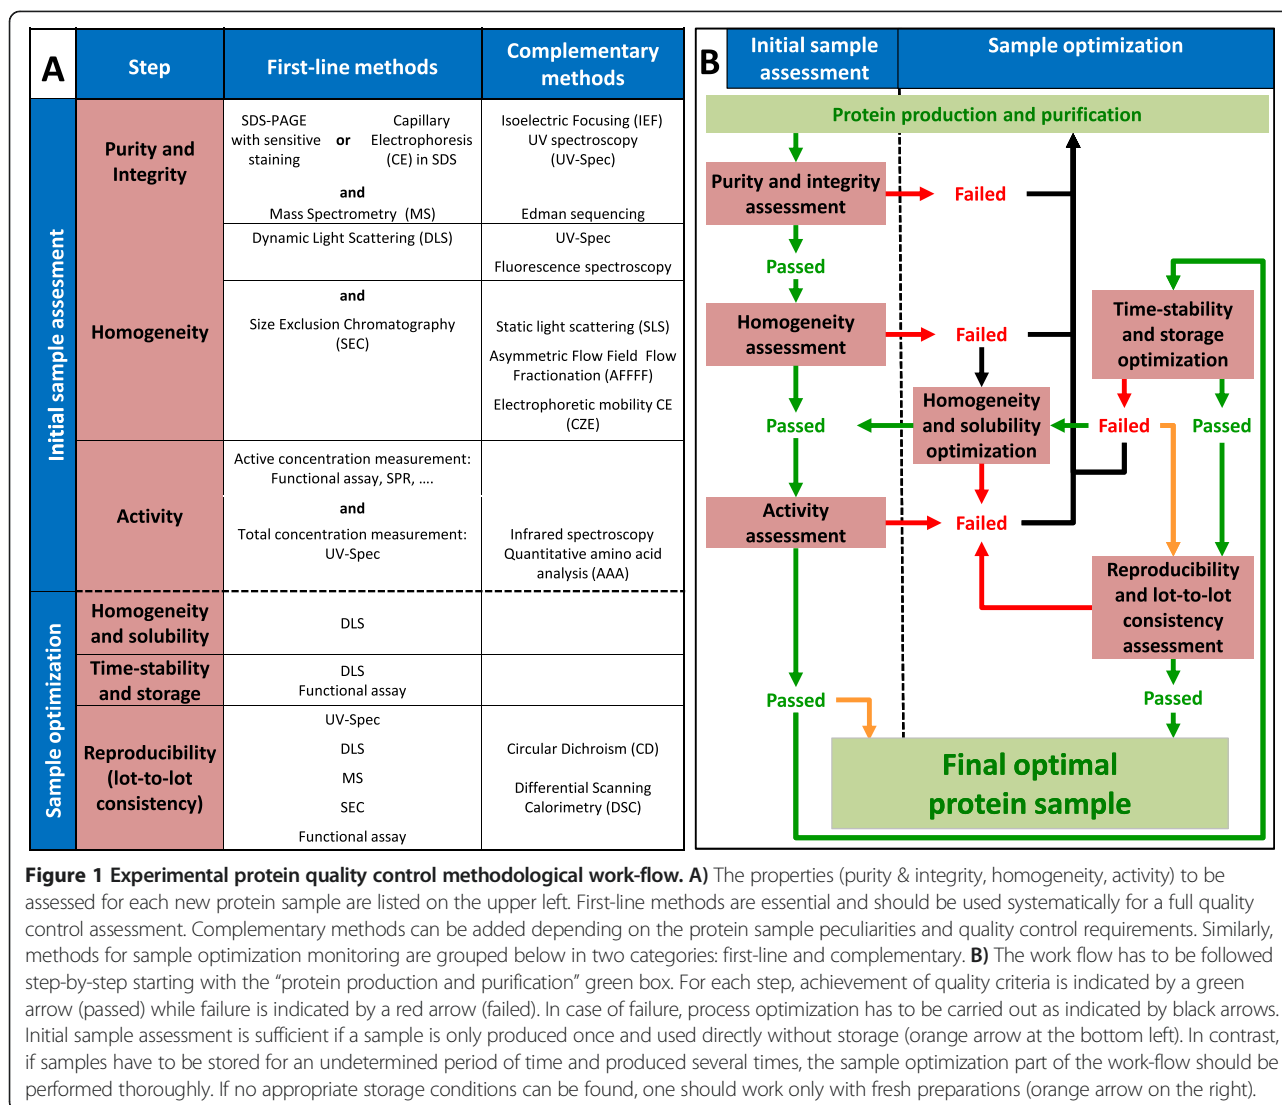 A
Step
First-line methods
Complementary
methods
Initial sample assesment
Purity and
Integrity
SDS-PAGE
with sensitive
staining
or
Capillary
Electrophoresis
(CE) in SDS
and
Mass Spectrometry (MS)
Isoelectric Focusing (IEF)
UV spectroscopy
(UV-Spec)
Edman sequencing
Homogeneity
Dynamic Light Scattering (DLS)
UV-Spec
Fluorescence spectroscopy
and
Size Exclusion Chromatography
(SEC)
Static light scattering (SLS)
Asymmetric Flow Field Flow
Fractionation (AFFFF)
Electrophoretic mobility CE
(CZE)
Activity
Active concentration measurement:
Functional assay, SPR, ....
and
Total concentration measurement:
UV-Spec
Infrared spectroscopy
Quantitative amino acid
analysis (AAA)
Sample optimization
Homogeneity
and solubility
DLS
Time-stability
and storage
DLS
Functional assay
Reproducibility
(lot-to-lot
consistency)
UV-Spec
DLS
MS
SEC
Functional assay
Circular Dichroism (CD)
Differential Scanning
Calorimetry (DSC)
B
Initial sample
assessment
Sample optimization
Protein production and purification
Purity and integrity
assessment
Failed
Passed
Homogeneity
assessment
Failed
Time-stability
and storage
optimization
Passed
Homogeneity
and solubility
optimization
Failed
Passed
Activity
assessment
Failed
Reproducibility
and lot-to-lot
consistency
assessment
Passed
Passed
Final optimal
protein sample
Figure 1 Experimental protein quality control methodological work-flow. A) The properties (purity & integrity, homogeneity, activity) to be
assessed for each new protein sample are listed on the upper left. First-line methods are essential and should be used systematically for a full quality
control assessment. Complementary methods can be added depending on the protein sample peculiarities and quality control requirements. Similarly,
methods for sample optimization monitoring are grouped below in two categories: first-line and complementary. B) The work flow has to be followed
step-by-step starting with the “protein production and purification” green box. For each step, achievement of quality criteria is indicated by a green
arrow (passed) while failure is indicated by a red arrow (failed). In case of failure, process optimization has to be carried out as indicated by black arrows.
Initial sample assessment is sufficient if a sample is only produced once and used directly without storage (orange arrow at the bottom left). In contrast,
if samples have to be stored for an undetermined period of time and produced several times, the sample optimization part of the work-flow should be
performed thoroughly. If no appropriate storage conditions can be found, one should work only with fresh preparations (orange arrow on the right).